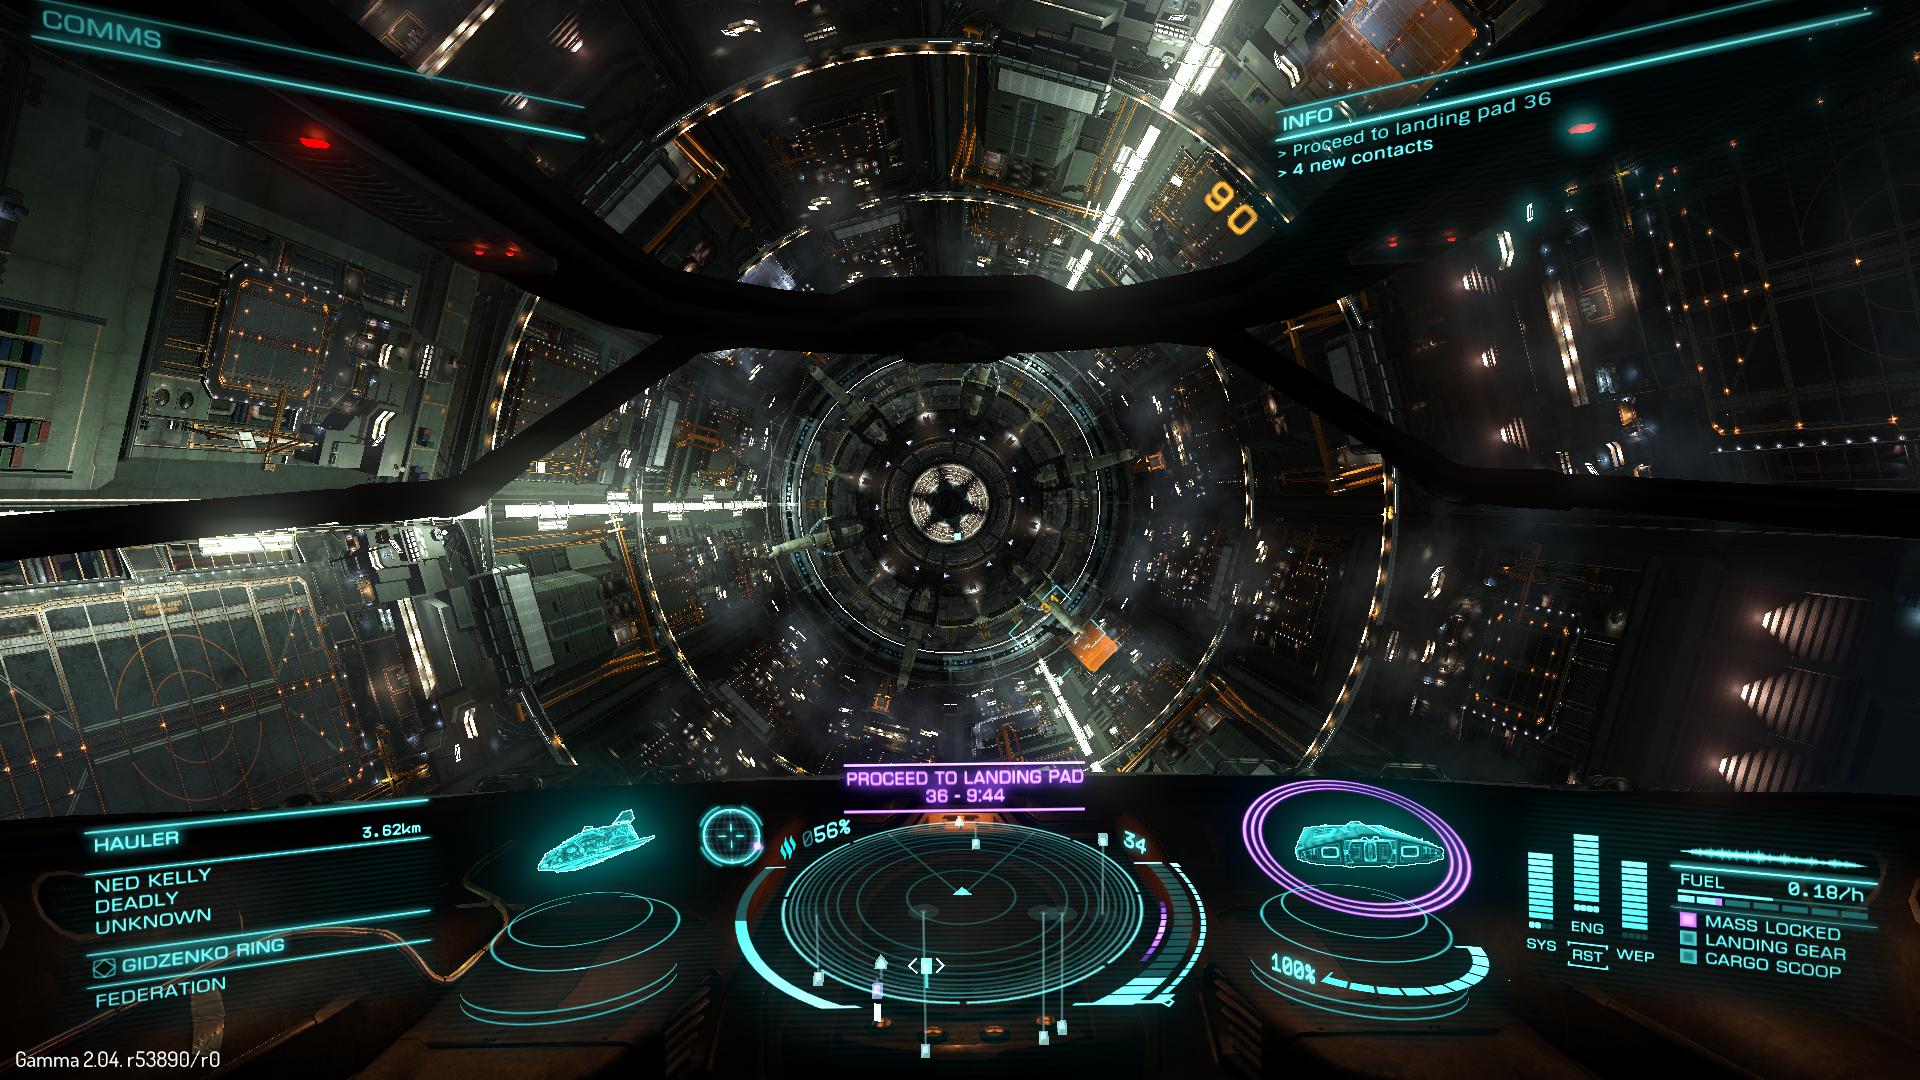 COMMS
INFO
> Proceed to landing pad 36
> 4 new contacts
90
31
PROCEED TO LANDING PAD
36 - 9:44
HAULER
3.62km
NED KELLY
DEADLY
UNKNOWN
GIDZENKO RING
FEDERATION
056%
34
100%
SYS
ENG
RST
WEP
FUEL
0.18/h
MASS LOCKED
LANDING GEAR
CARGO SCOOP
Gamma 2.04. r53890/r0